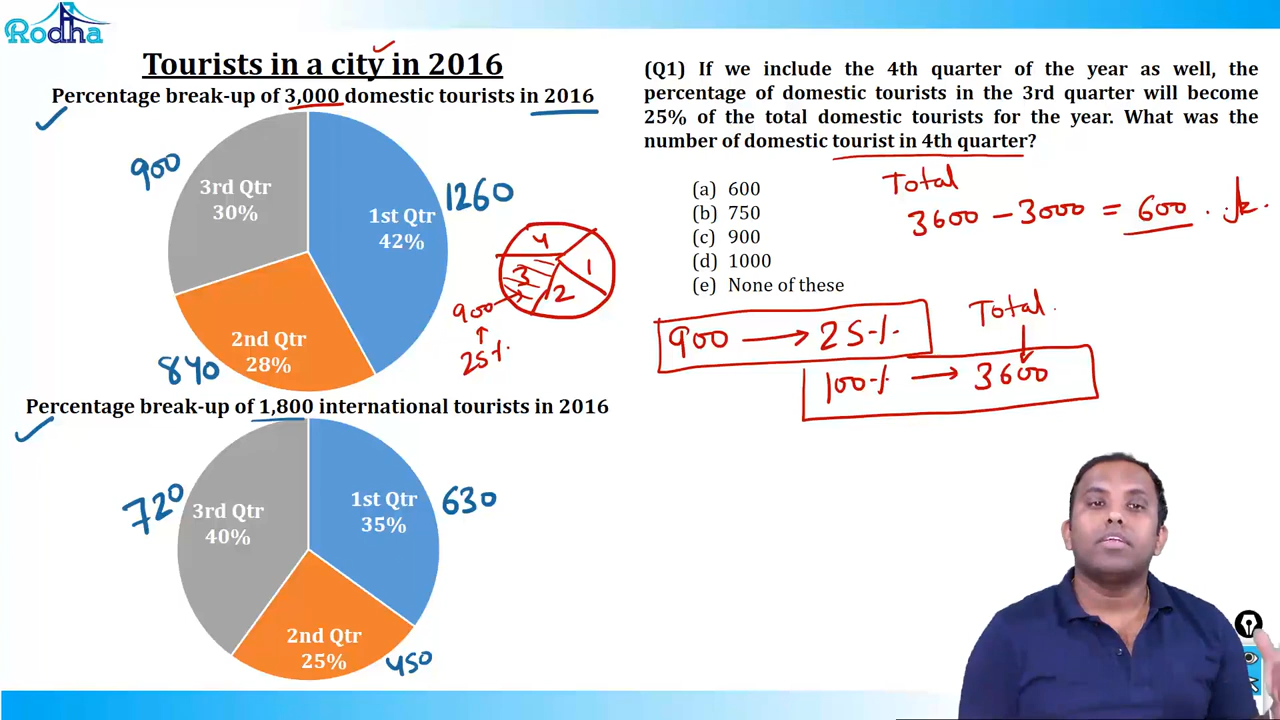 Rodha
Tourists in a city in 2016
Percentage break-up of 3,000 domestic tourists in 2016
900
3rd Qtr
30%
1st Qtr
42%
1260
2nd Qtr
28%
840
4
3
1
2
900
25%
Percentage break-up of 1,800 international tourists in 2016
720
3rd Qtr
40%
1st Qtr
35%
630
2nd Qtr
25%
450
(Q1) If we include the 4th quarter of the year as well, the
percentage of domestic tourists in the 3rd quarter will become
25% of the total domestic tourists for the year. What was the
number of domestic tourist in 4th quarter?
(a) 600
(b) 750
(c) 900
(d) 1000
(e) None of these
Total
3600 - 3000 = 600.
900 → 25%
Total
100% → 3600